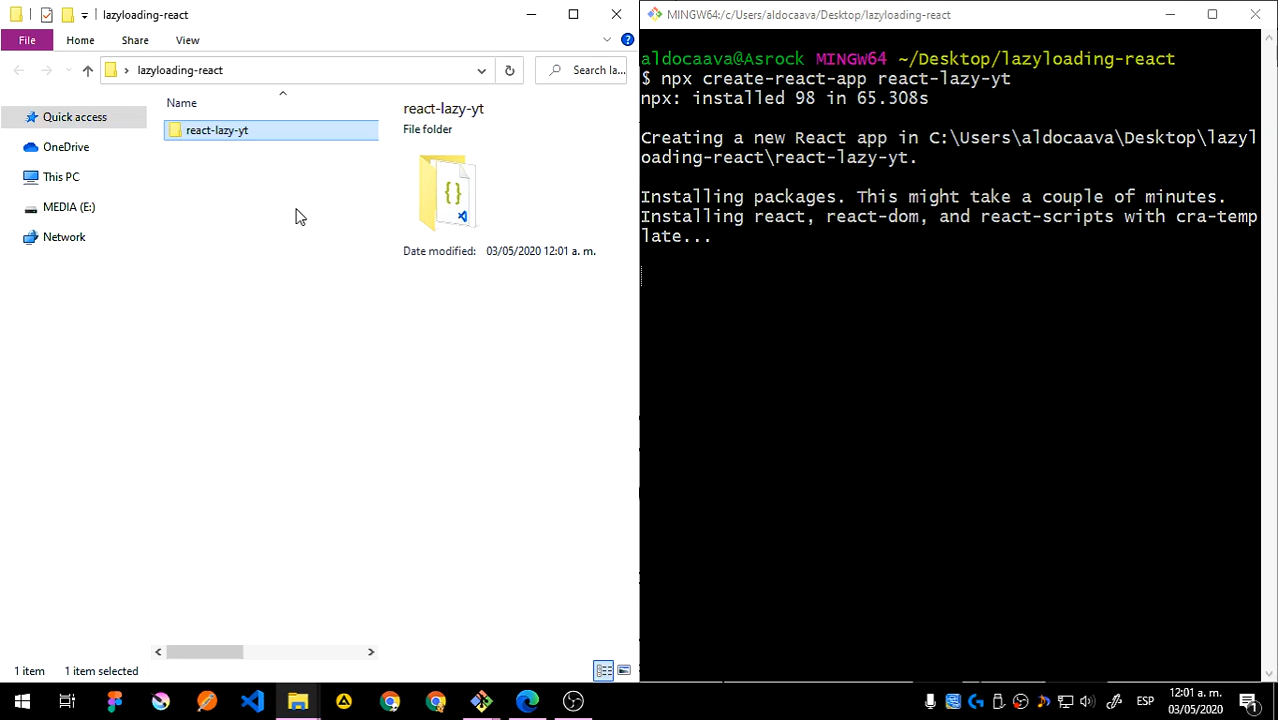 lazyloading-react
File
Home
Share
View
lazyloading-react
Search la...
Quick access
OneDrive
This PC
MEDIA (E:)
Network
Name
react-lazy-yt
react-lazy-yt
File folder
Date modified: 03/05/2020 12:01 a. m.
1 item
1 item selected
MINGW64:/c/Users/aldocaava/Desktop/lazyloading-react
aldocaava@Asrock MINGW64 ~/Desktop/lazyloading-react
$ npx create-react-app react-lazy-yt
npx: installed 98 in 65.308s
Creating a new React app in C:\Users\aldocaava\Desktop\lazyl
oading-react\react-lazy-yt.
Installing packages. This might take a couple of minutes.
Installing react, react-dom, and react-scripts with cra-temp
late...
ESP
12:01 a. m.
03/05/2020
1